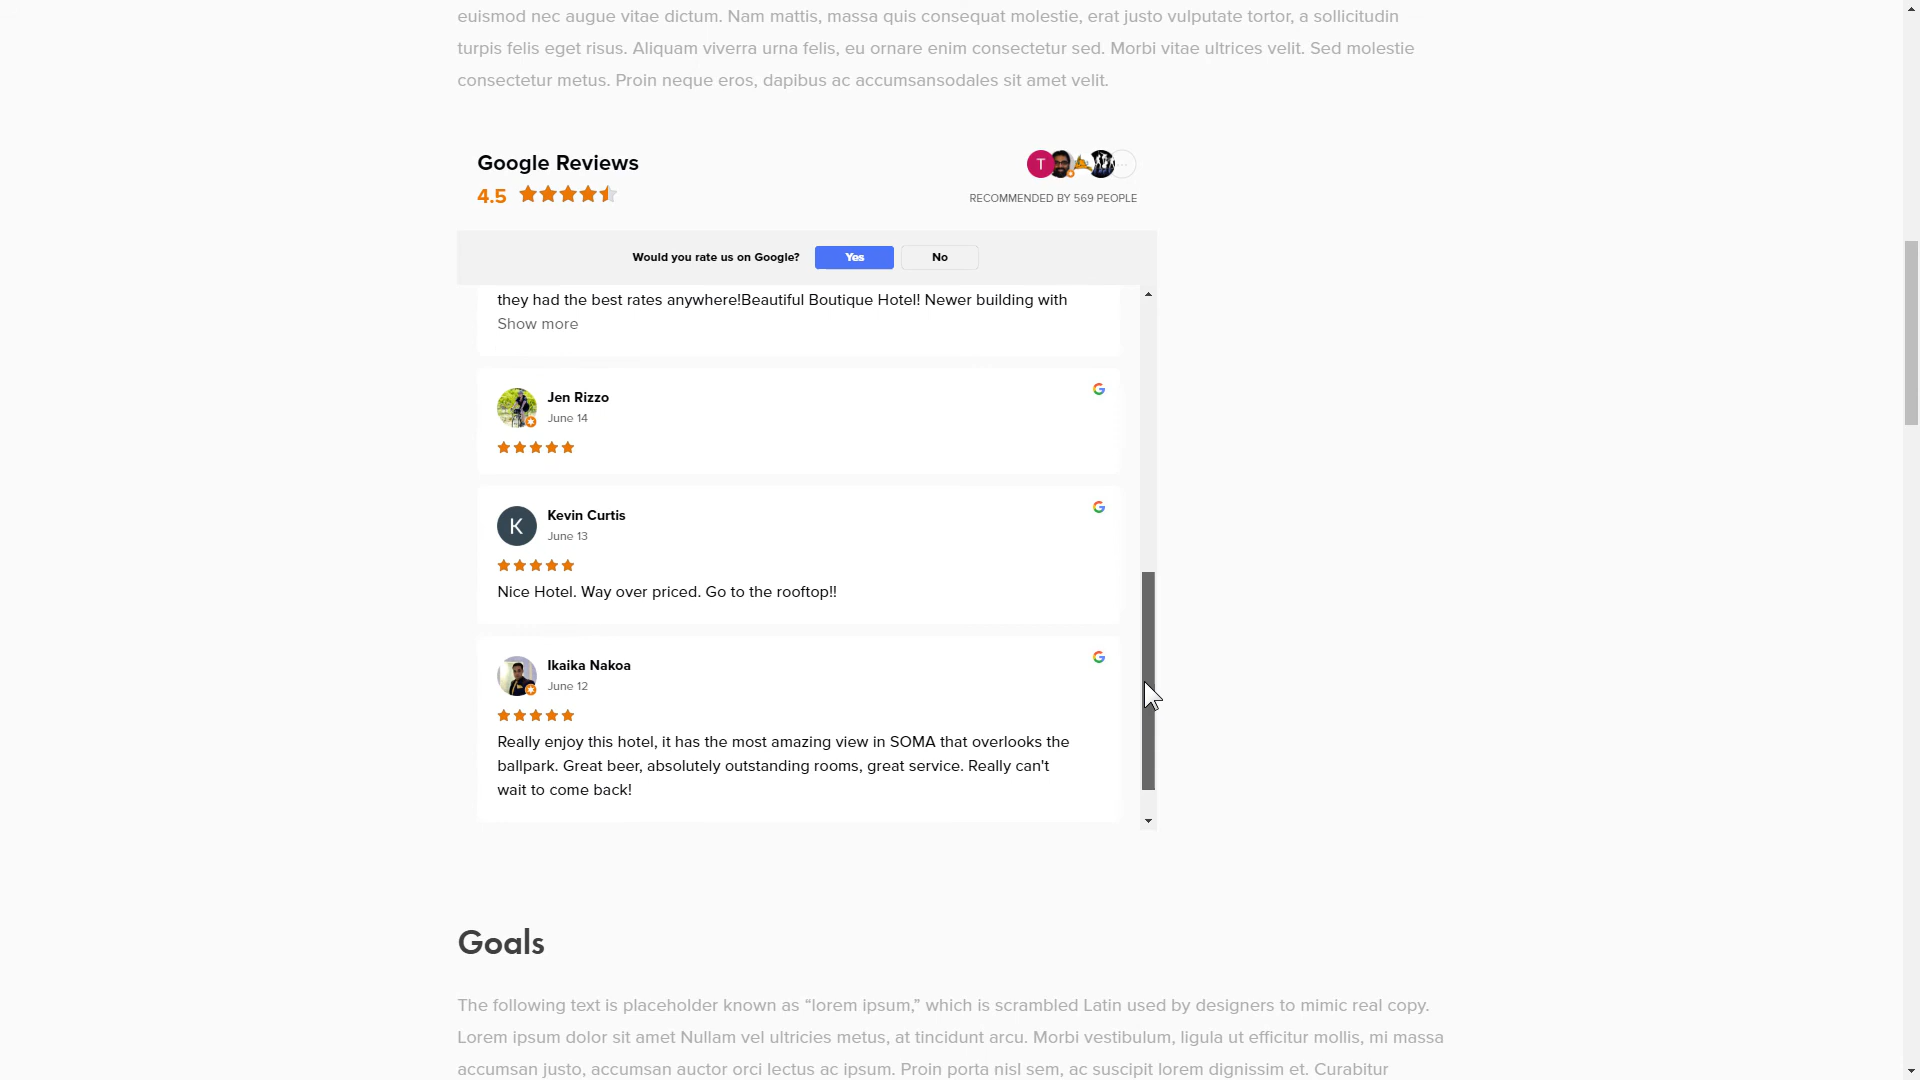 euismod nec augue vitae dictum. Nam mattis, massa quis consequat molestie, erat justo vulputate tortor, a sollicitudin
turpis felis eget risus. Aliquam viverra urna felis, eu ornare enim consectetur sed. Morbi vitae ultrices velit. Sed molestie
consectetur metus. Proin neque eros, dapibus ac accumsansodales sit amet velit.
Google Reviews
T
4.5
RECOMMENDED BY 569 PEOPLE
Would you rate us on Google? Yes No
they had the best rates anywhere!Beautiful Boutique Hotel! Newer building with
Show more
Jen Rizzo
June 14
K
Kevin Curtis
June 13
Nice Hotel. Way over priced. Go to the rooftop!!
Ikaika Nakoa
June 12
Really enjoy this hotel, it has the most amazing view in SOMA that overlooks the
ballpark. Great beer, absolutely outstanding rooms, great service. Really can't
wait to come back!
Goals
The following text is placeholder known as “lorem ipsum,” which is scrambled Latin used by designers to mimic real copy.
Lorem ipsum dolor sit amet Nullam vel ultricies metus, at tincidunt arcu. Morbi vestibulum, ligula ut efficitur mollis, mi massa
accumsan justo, accumsan auctor orci lectus ac ipsum. Proin porta nisl sem, ac suscipit lorem dignissim et. Curabitur